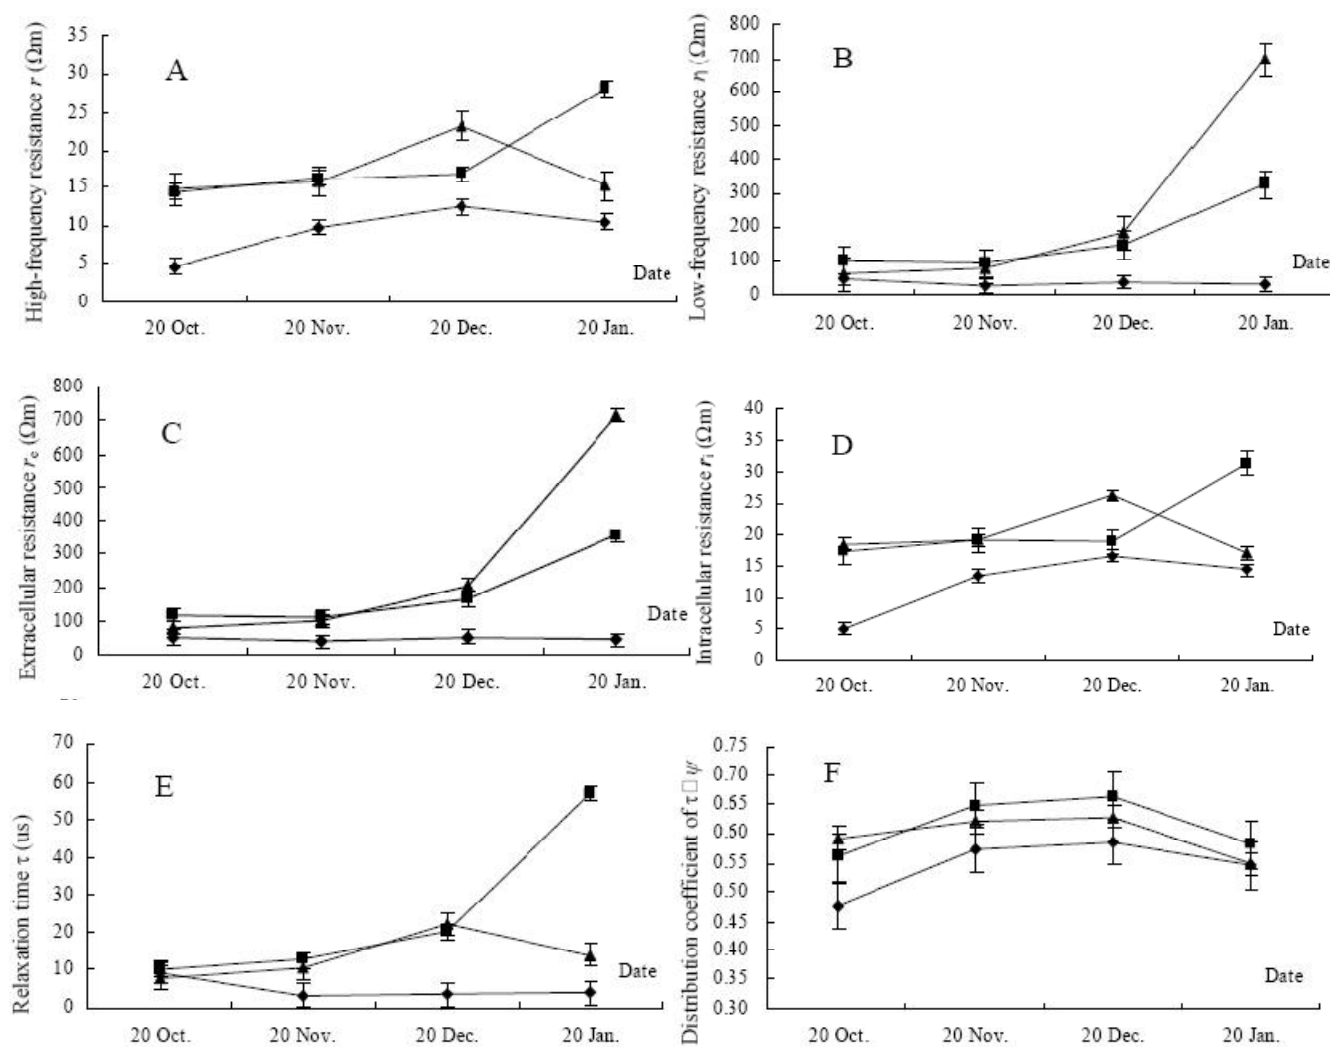 High-frequency resistance r (Ωm)
35
30
25
20
15
10
5
0
A
Date
20 Oct.
20 Nov.
20 Dec.
20 Jan.
Low-frequency resistance r₁ (Ωm)
800
700
600
500
400
300
200
100
0
B
Date
20 Oct.
20 Nov.
20 Dec.
20 Jan.
Extracellular resistance rₑ (Ωm)
800
700
600
500
400
300
200
100
0
C
Date
20 Oct.
20 Nov.
20 Dec.
20 Jan.
Intracellular resistance rᵢ (Ωm)
40
35
30
25
20
15
10
5
0
D
Date
20 Oct.
20 Nov.
20 Dec.
20 Jan.
Relaxation time τ (us)
70
60
50
40
30
20
10
0
E
Date
20 Oct.
20 Nov.
20 Dec.
20 Jan.
Distribution coefficient of τ□ψ
0.75
0.70
0.65
0.60
0.55
0.50
0.45
0.40
0.35
0.30
F
Date
20 Oct.
20 Nov.
20 Dec.
20 Jan.